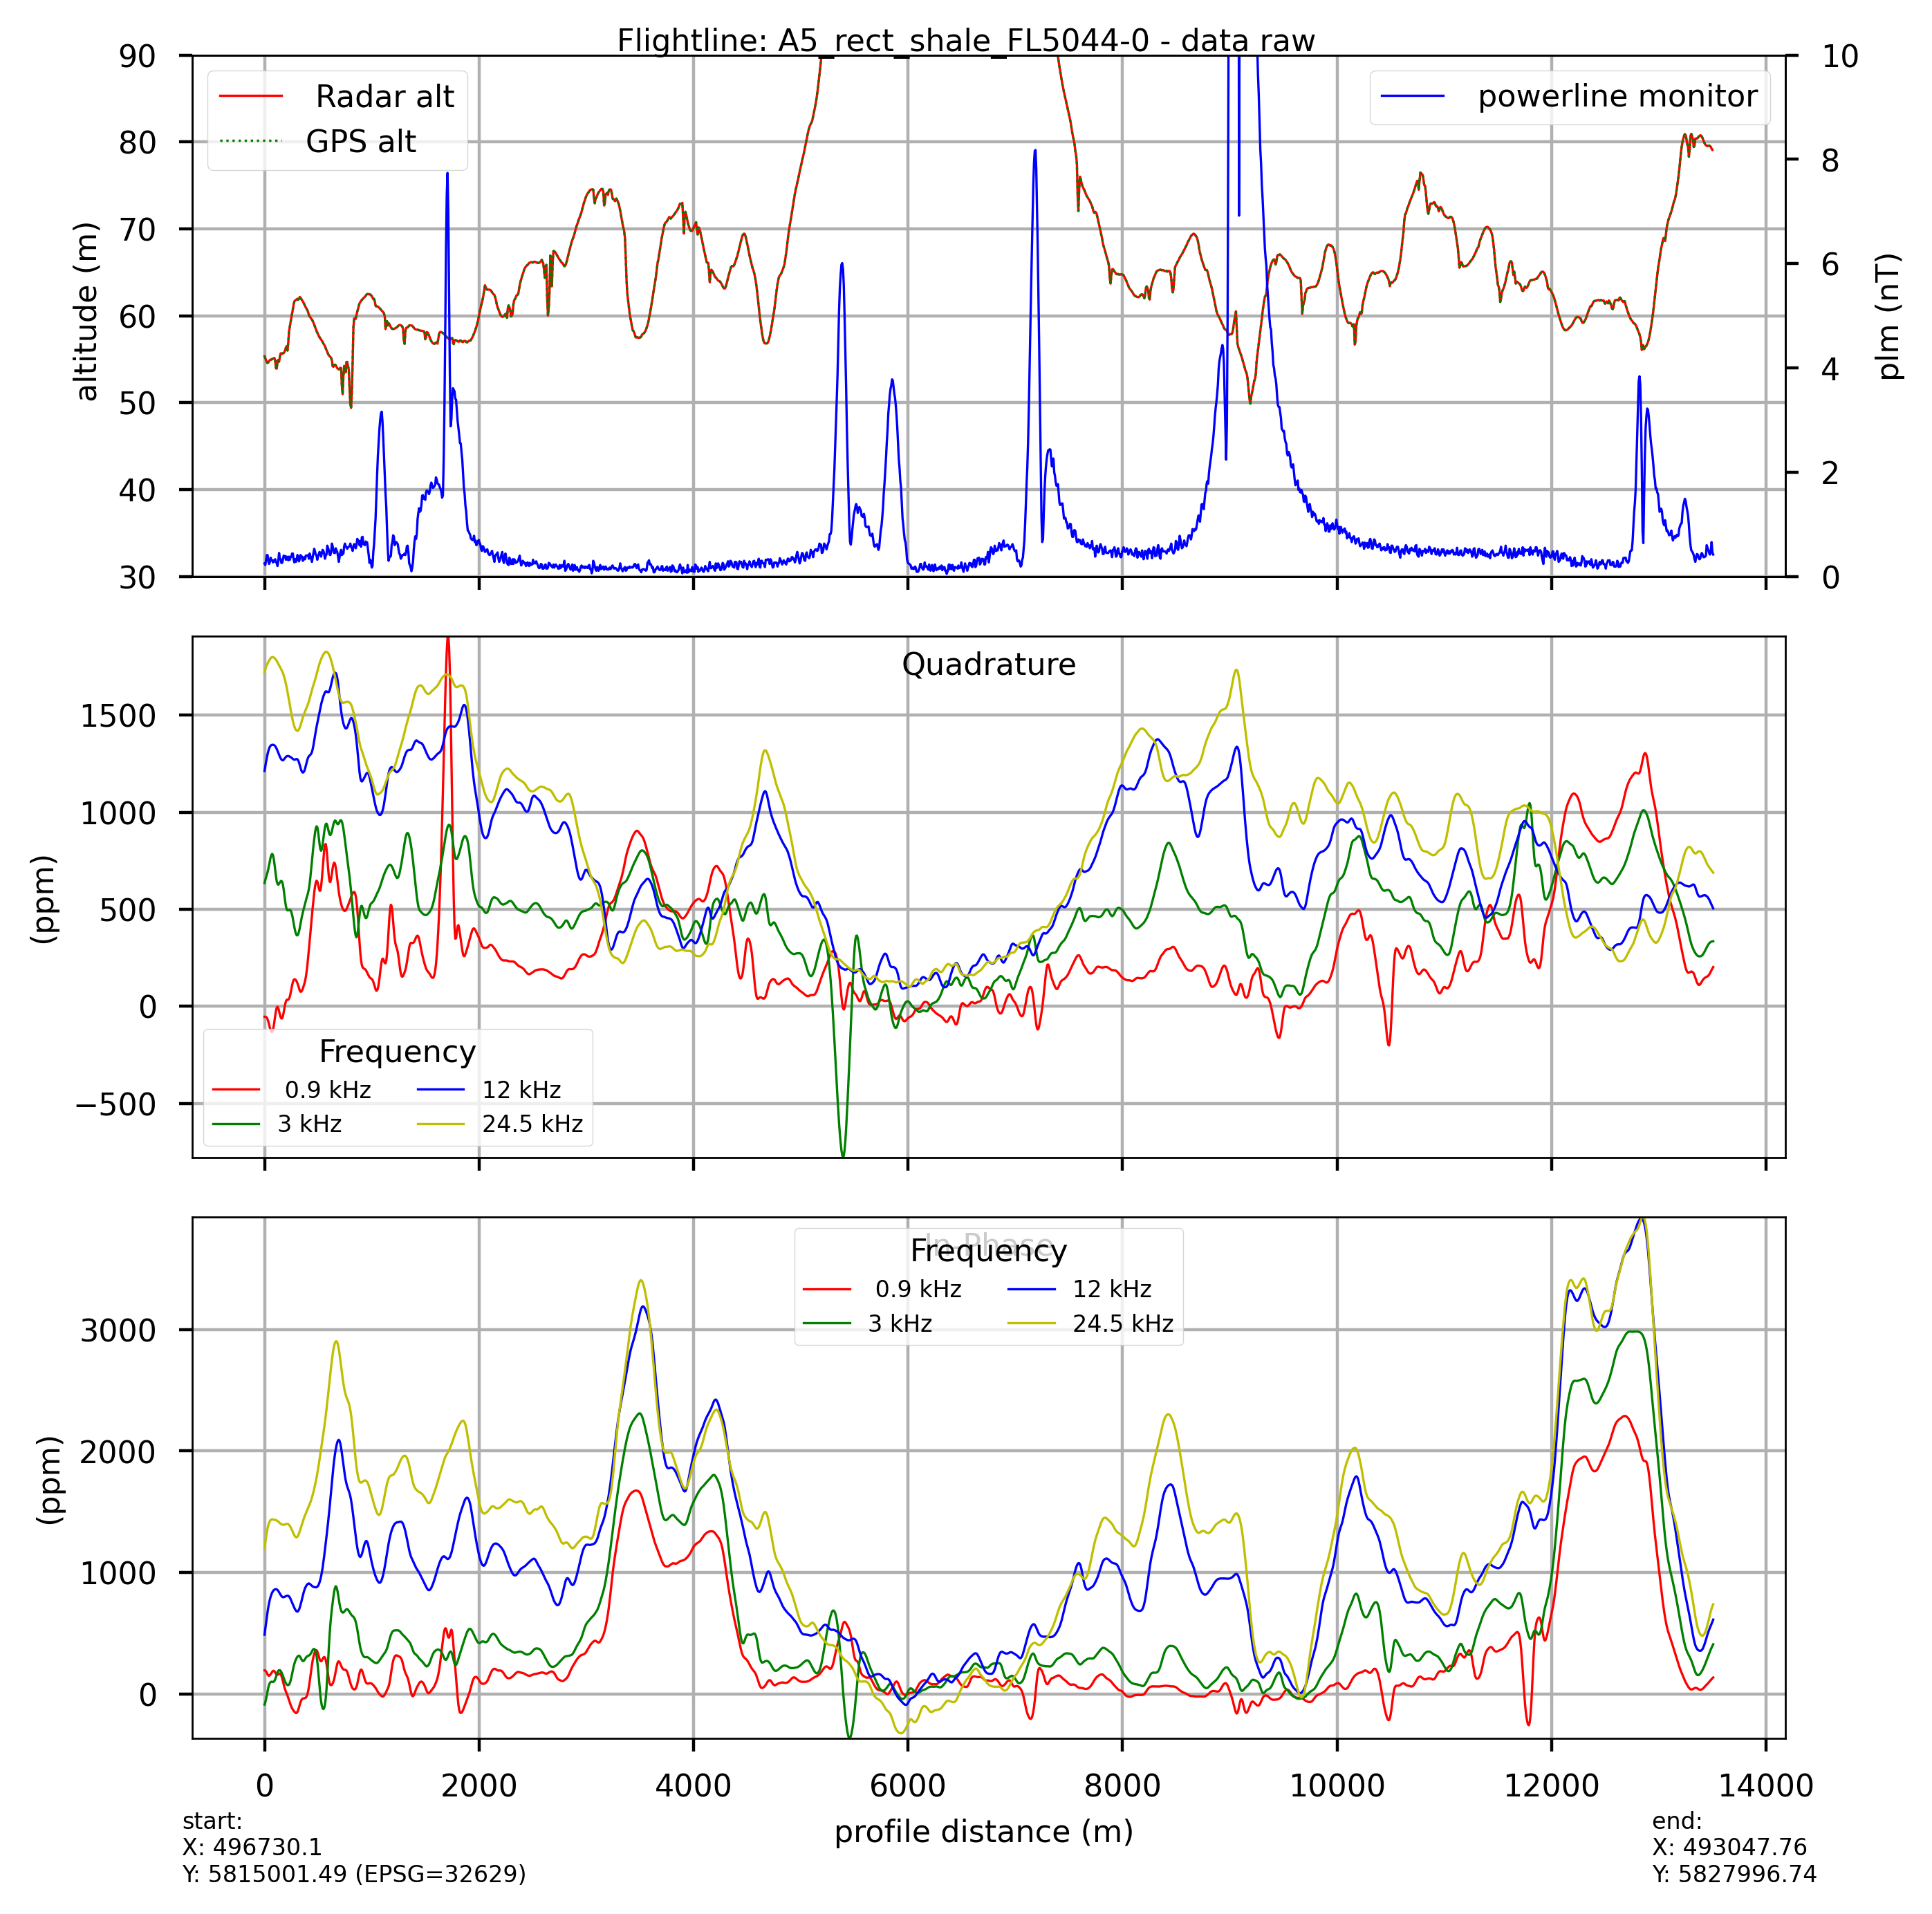 Flightline: A5_rect_shale_FL5044-0 - data raw
90
80
70
60
50
40
30
altitude (m)
Radar alt
GPS alt
powerline monitor
10
8
6
4
2
0
plm (nT)
Quadrature
1500
1000
500
0
−500
(ppm)
Frequency
0.9 kHz 12 kHz
3 kHz 24.5 kHz
In-Phase
Frequency
0.9 kHz 12 kHz
3 kHz 24.5 kHz
3000
2000
1000
0
(ppm)
0 2000 4000 6000 8000 10000 12000 14000
profile distance (m)
start:
X: 496730.1
Y: 5815001.49 (EPSG=32629)
end:
X: 493047.76
Y: 5827996.74